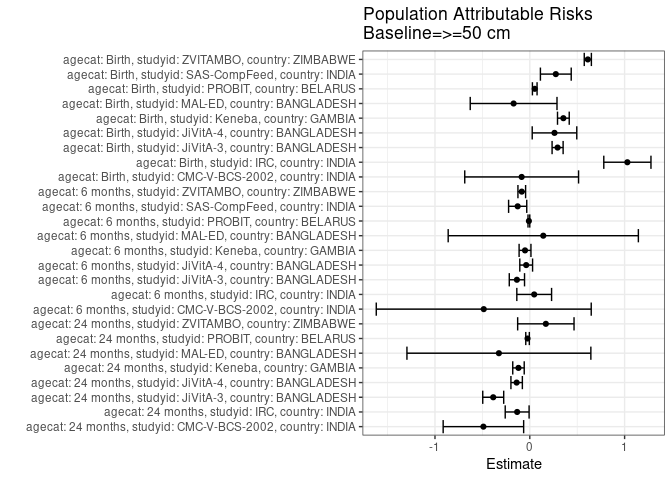 Population Attributable Risks
Baseline=>=50 cm
agecat: Birth, studyid: ZVITAMBO, country: ZIMBABWE
agecat: Birth, studyid: SAS-CompFeed, country: INDIA
agecat: Birth, studyid: PROBIT, country: BELARUS
agecat: Birth, studyid: MAL-ED, country: BANGLADESH
agecat: Birth, studyid: Keneba, country: GAMBIA
agecat: Birth, studyid: JiVitA-4, country: BANGLADESH
agecat: Birth, studyid: JiVitA-3, country: BANGLADESH
agecat: Birth, studyid: IRC, country: INDIA
agecat: Birth, studyid: CMC-V-BCS-2002, country: INDIA
agecat: 6 months, studyid: ZVITAMBO, country: ZIMBABWE
agecat: 6 months, studyid: SAS-CompFeed, country: INDIA
agecat: 6 months, studyid: PROBIT, country: BELARUS
agecat: 6 months, studyid: MAL-ED, country: BANGLADESH
agecat: 6 months, studyid: Keneba, country: GAMBIA
agecat: 6 months, studyid: JiVitA-4, country: BANGLADESH
agecat: 6 months, studyid: JiVitA-3, country: BANGLADESH
agecat: 6 months, studyid: IRC, country: INDIA
agecat: 6 months, studyid: CMC-V-BCS-2002, country: INDIA
agecat: 24 months, studyid: ZVITAMBO, country: ZIMBABWE
agecat: 24 months, studyid: PROBIT, country: BELARUS
agecat: 24 months, studyid: MAL-ED, country: BANGLADESH
agecat: 24 months, studyid: Keneba, country: GAMBIA
agecat: 24 months, studyid: JiVitA-4, country: BANGLADESH
agecat: 24 months, studyid: JiVitA-3, country: BANGLADESH
agecat: 24 months, studyid: IRC, country: INDIA
agecat: 24 months, studyid: CMC-V-BCS-2002, country: INDIA
-1 0 1
Estimate